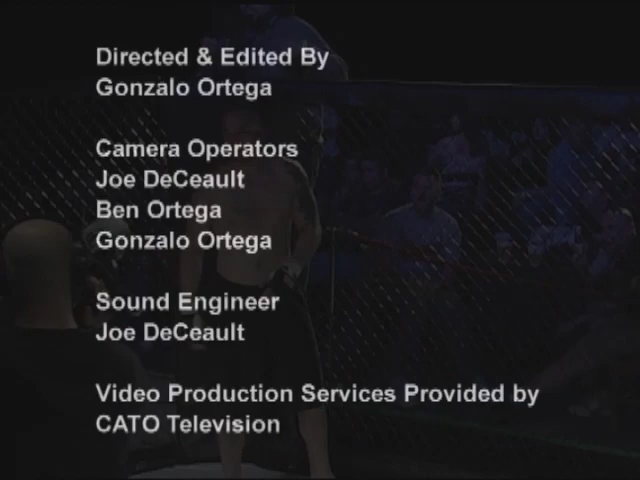 Directed & Edited By
Gonzalo Ortega
Camera Operators
Joe DeCeault
Ben Ortega
Gonzalo Ortega
Sound Engineer
Joe DeCeault
Video Production Services Provided by
CATO Television